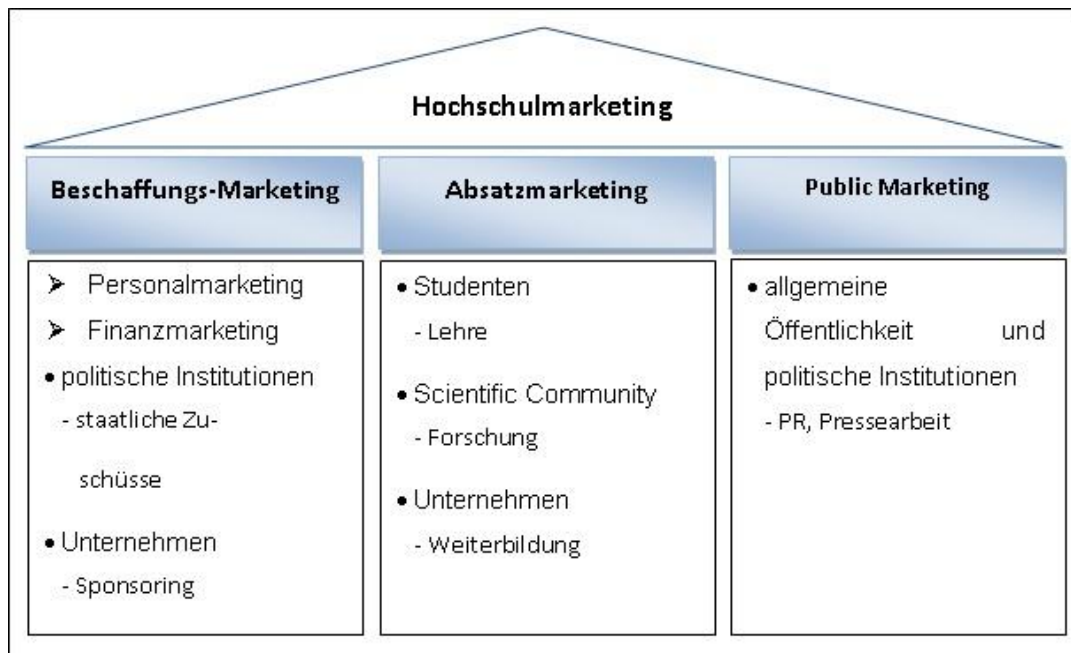 Hochschulmarketing
Beschaffungs-Marketing
➢ Personalmarketing
➢ Finanzmarketing
• politische Institutionen
- staatliche Zu-
schüsse
• Unternehmen
- Sponsoring
Absatzmarketing
• Studenten
- Lehre
• Scientific Community
- Forschung
• Unternehmen
- Weiterbildung
Public Marketing
• allgemeine
Öffentlichkeit und
politische Institutionen
- PR, Pressearbeit